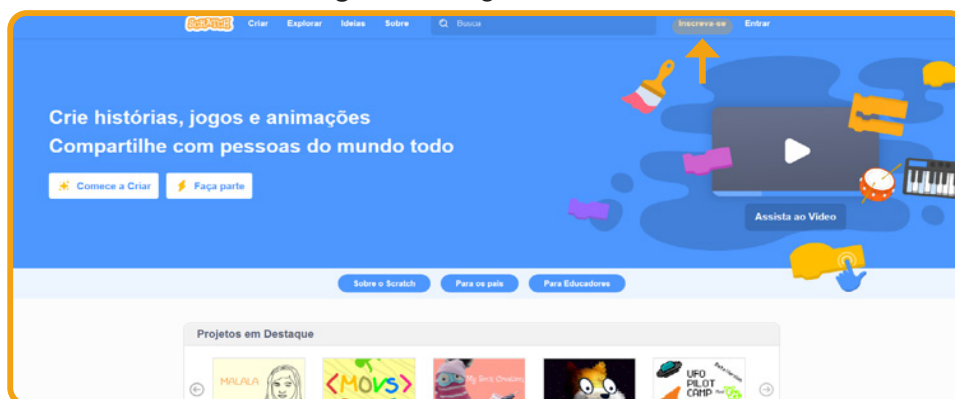 SCRATCH Criar Explorar Ideias Sobre Busca Inscreva-se Entrar
Crie histórias, jogos e animações
Compartilhe com pessoas do mundo todo
Comece a Criar Faça parte
Assista ao Vídeo
Sobre o Scratch Para os pais Para Educadores
Projetos em Destaque
MALALA
<MOVS>
UFO
PILOT
CAMP